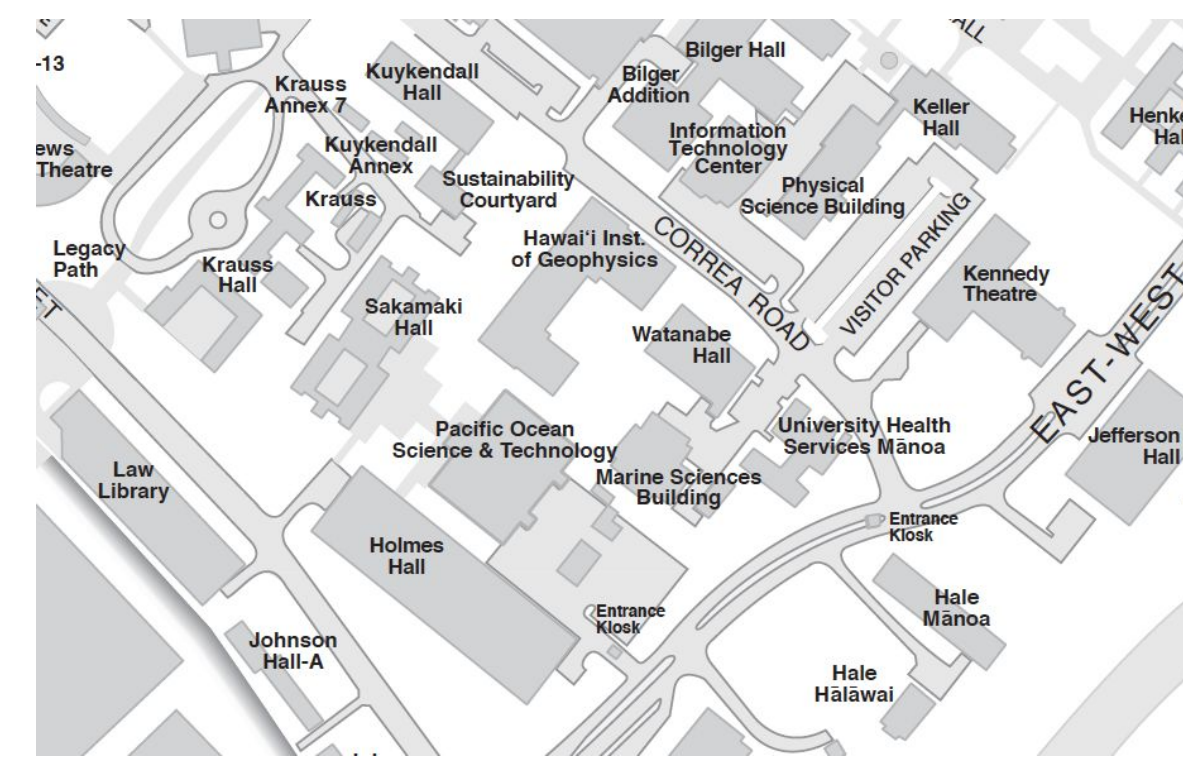 ALL
-13
Krauss
Annex 7
Kuykendall
Hall
Bilger Hall
Bilger
Addition
Keller
Hall
ews
Theatre
Kuykendall
Annex
Information
Technology
Center
Krauss
Sustainability
Courtyard
Physical
Science Building
Legacy
Path
Krauss
Hall
Hawai‘i Inst.
of Geophysics
CORREA ROAD
VISITOR PARKING
Kennedy
Theatre
EAST-WEST
ET
Sakamaki
Hall
Watanabe
Hall
Pacific Ocean
Science & Technology
University Health
Services Mānoa
Jefferson
Hall
Law
Library
Marine Sciences
Building
Entrance
Kiosk
Holmes
Hall
Entrance
Kiosk
Hale
Mānoa
Johnson
Hall-A
Hale
Hālāwai